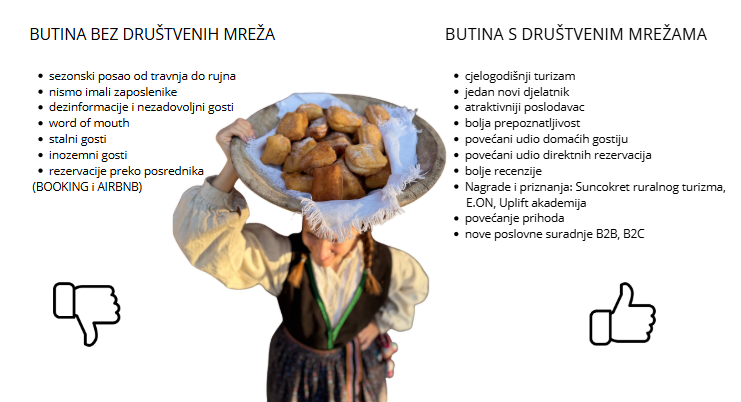 BUTINA BEZ DRUŠTVENIH MREŽA
• sezonski posao od travnja do rujna
• nismo imali zaposlenike
• dezinformacije i nezadovoljni gosti
• word of mouth
• stalni gosti
• inozemni gosti
• rezervacije preko posrednika
(BOOKING i AIRBNB)
BUTINA S DRUŠTVENIM MREŽAMA
• cjelogodišnji turizam
• jedan novi djelatnik
• atraktivniji poslodavac
• bolja prepoznatljivost
• povećani udio domaćih gostiju
• povećani udio direktnih rezervacija
• bolje recenzije
• Nagrade i priznanja: Suncokret ruralnog turizma,
E.ON, Uplift akademija
• povećanje prihoda
• nove poslovne suradnje B2B, B2C